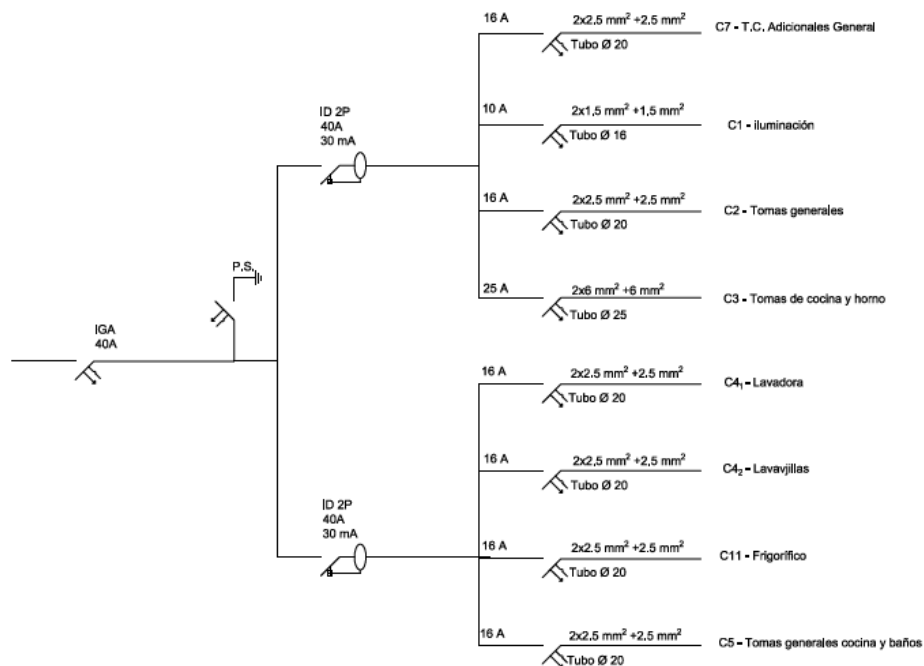 16 A
2x2.5 mm² +2.5 mm²
C7 - T.C. Adicionales General
Tubo Ø 20
ID 2P
40A
30 mA
10 A
2x1,5 mm² +1,5 mm²
C1 - iluminación
Tubo Ø 16
16 A
2x2.5 mm² +2.5 mm²
C2 - Tomas generales
Tubo Ø 20
P.S.
25 A
2x6 mm² +6 mm²
C3 - Tomas de cocina y horno
Tubo Ø 25
IGA
40A
16 A
2x2.5 mm² +2.5 mm²
C4₁ - Lavadora
Tubo Ø 20
16 A
2x2,5 mm² +2,5 mm²
C4₂ - Lavavjillas
Tubo Ø 20
ID 2P
40A
30 mA
16 A
2x2.5 mm² +2.5 mm²
C11 - Frigorífico
Tubo Ø 20
16 A
2x2,5 mm² +2.5 mm²
C5 - Tomas generales cocina y baños
Tubo Ø 20